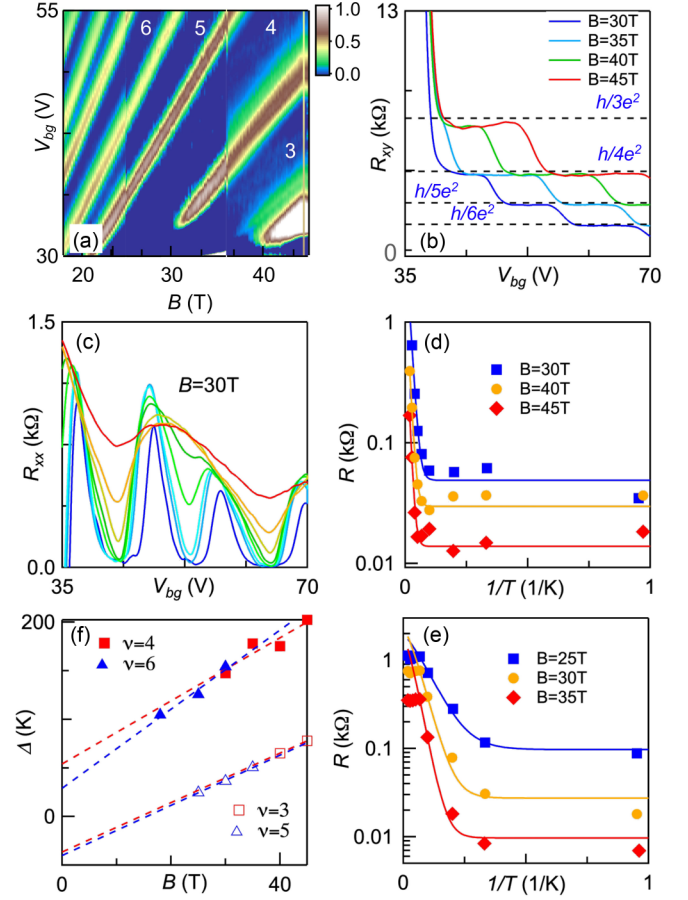 55
V_bg (V)
30
6
5
4
3
(a)
20
30
40
B (T)
1.0
0.5
0.0
13
R_xy (kΩ)
0
B=30T
B=35T
B=40T
B=45T
h/3e²
h/4e²
h/5e²
h/6e²
(b)
35
V_bg (V)
70
(c)
1.5
R_xx (kΩ)
0.0
B=30T
35
V_bg (V)
70
(d)
1
R (kΩ)
0.1
0.01
B=30T
B=40T
B=45T
0
1/T (1/K)
1
(f)
200
Δ (K)
0
ν=4
ν=6
ν=3
ν=5
0
B (T)
40
(e)
1
R (kΩ)
0.1
0.01
B=25T
B=30T
B=35T
0
1/T (1/K)
1